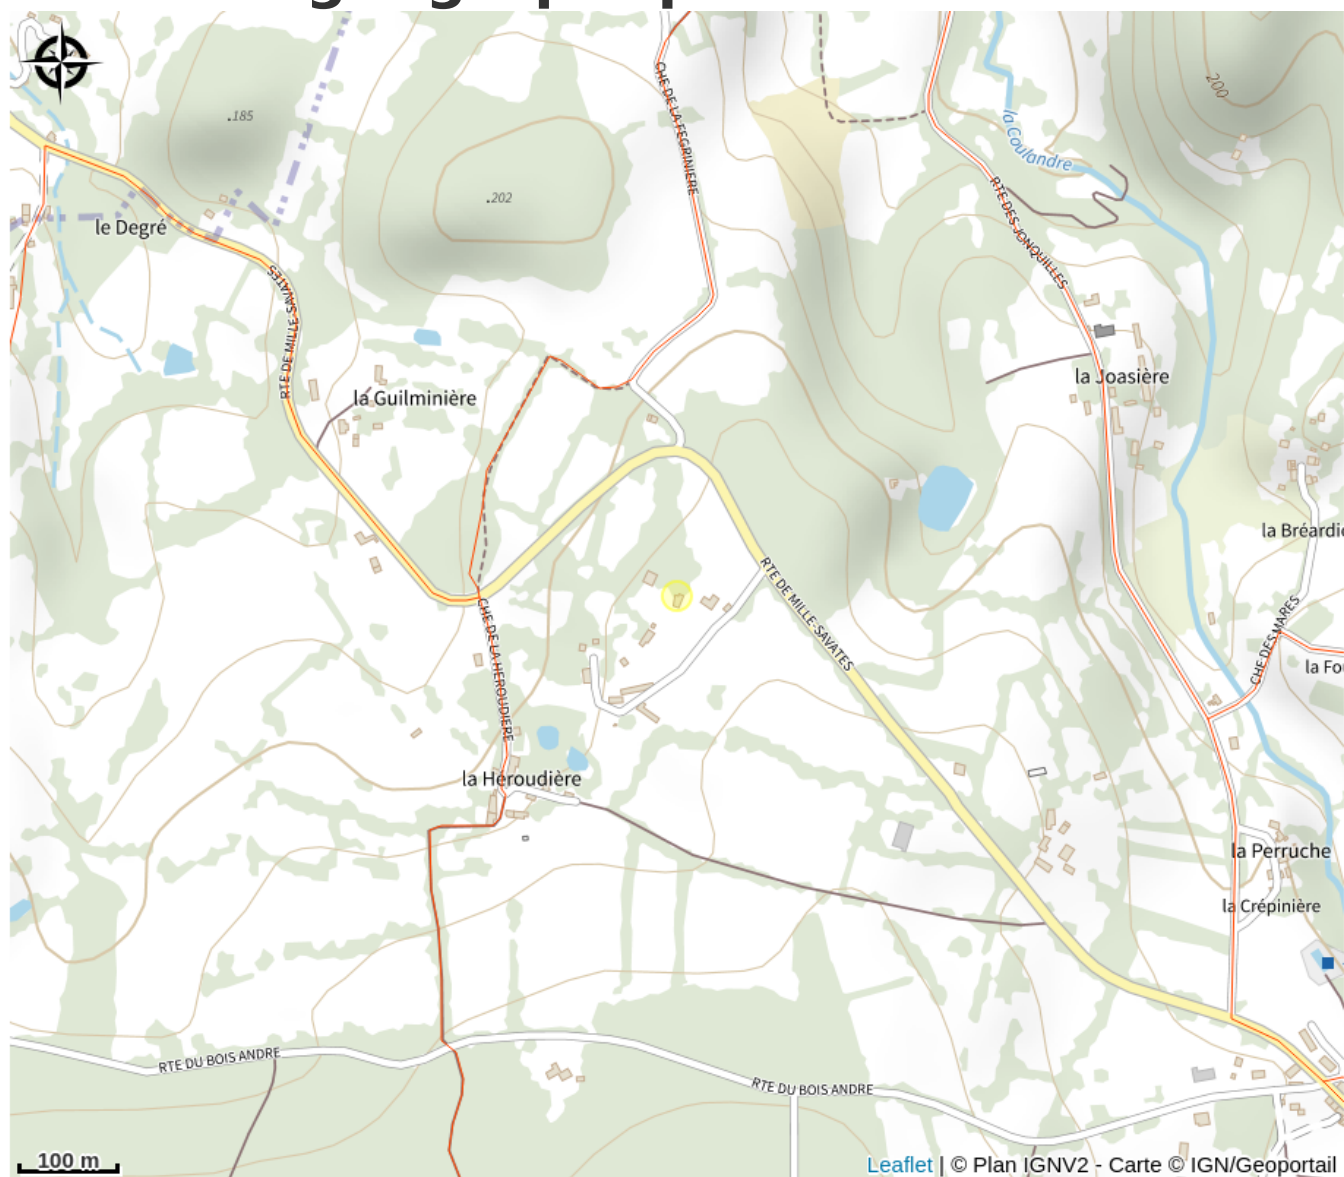 CHE DE LA FEGRINIERE
200
.185
la Coulandre
.202
RTE DES JONQUILLES
le Degré
RTE DE MILLE-SAVATES
la Joasière
la Guilminière
la Bréardie
RTE DE MILLE-SAVATES
CHE DE LA HEROUDIERE
CHE DES MARES
la Fo
la Héroudière
la Perruche
la Crépinière
RTE DU BOIS ANDRE
RTE DU BOIS ANDRE
100 m
Leaflet | © Plan IGNV2 - Carte © IGN/Geoportail